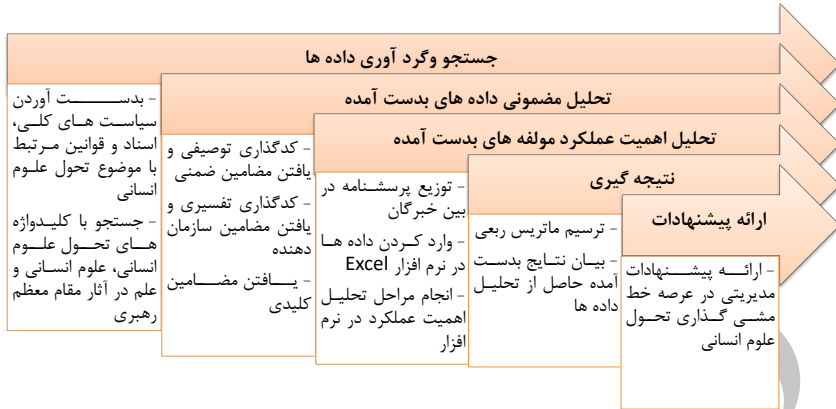 جستجو وگرد آوری داده ها
- بدست آوردن
سیاست های کلی،
اسناد و قوانین مرتبط
با موضوع تحول علوم
انسانی
- جستجو با کلیدواژه
های تحول علوم
انسانی، علوم انسانی و
علم در آثار مقام معظم
رهبری
تحلیل مضمونی داده های بدست آمده
- کدگذاری توصیفی و
یافتن مضامین ضمنی
- کدگذاری تفسیری و
یافتن مضامین سازمان
دهنده
- یافتن مضامین
کلیدی
تحلیل اهمیت عملکرد مولفه های بدست آمده
- توزیع پرسشنامه در
بین خبرگان
- وارد کردن داده ها
در نرم افزار Excel
- انجام مراحل تحلیل
اهمیت عملکرد در نرم
افزار
نتیجه گیری
- ترسیم ماتریس ربعی
- بیان نتایج بدست
آمده حاصل از تحلیل
داده ها
ارائه پیشنهادات
- ارائه پیشنهادات
مدیریتی در عرصه خط
مشی گذاری تحول
علوم انسانی